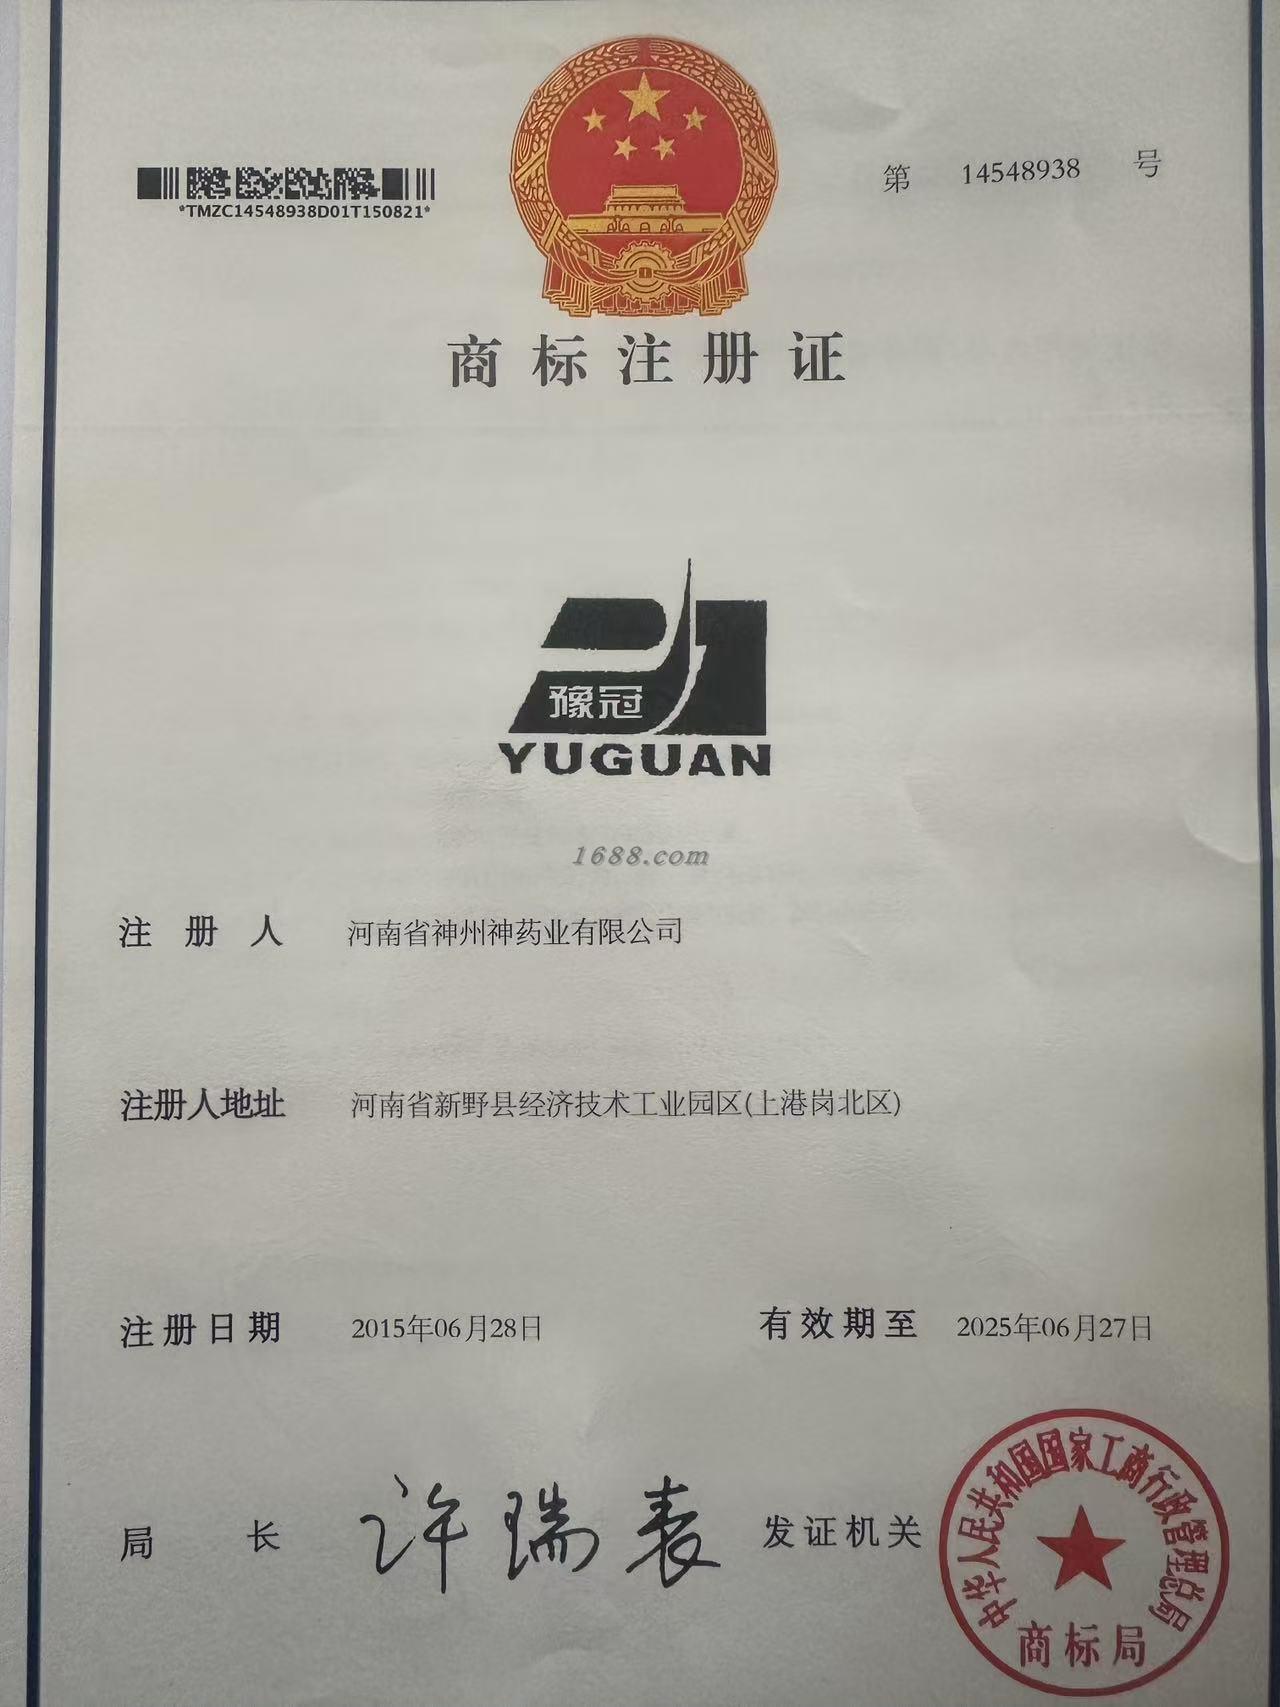 第 14548938 号
*TMZC14548938D01T150821*
商标注册证
豫冠
YUGUAN
1688.com
注册人 河南省神州神药业有限公司
注册人地址 河南省新野县经济技术工业园区(上港岗北区)
注册日期 2015年06月28日 有效期至 2025年06月27日
局长 许瑞表 发证机关
中华人民共和国国家工商行政管理总局
商标局